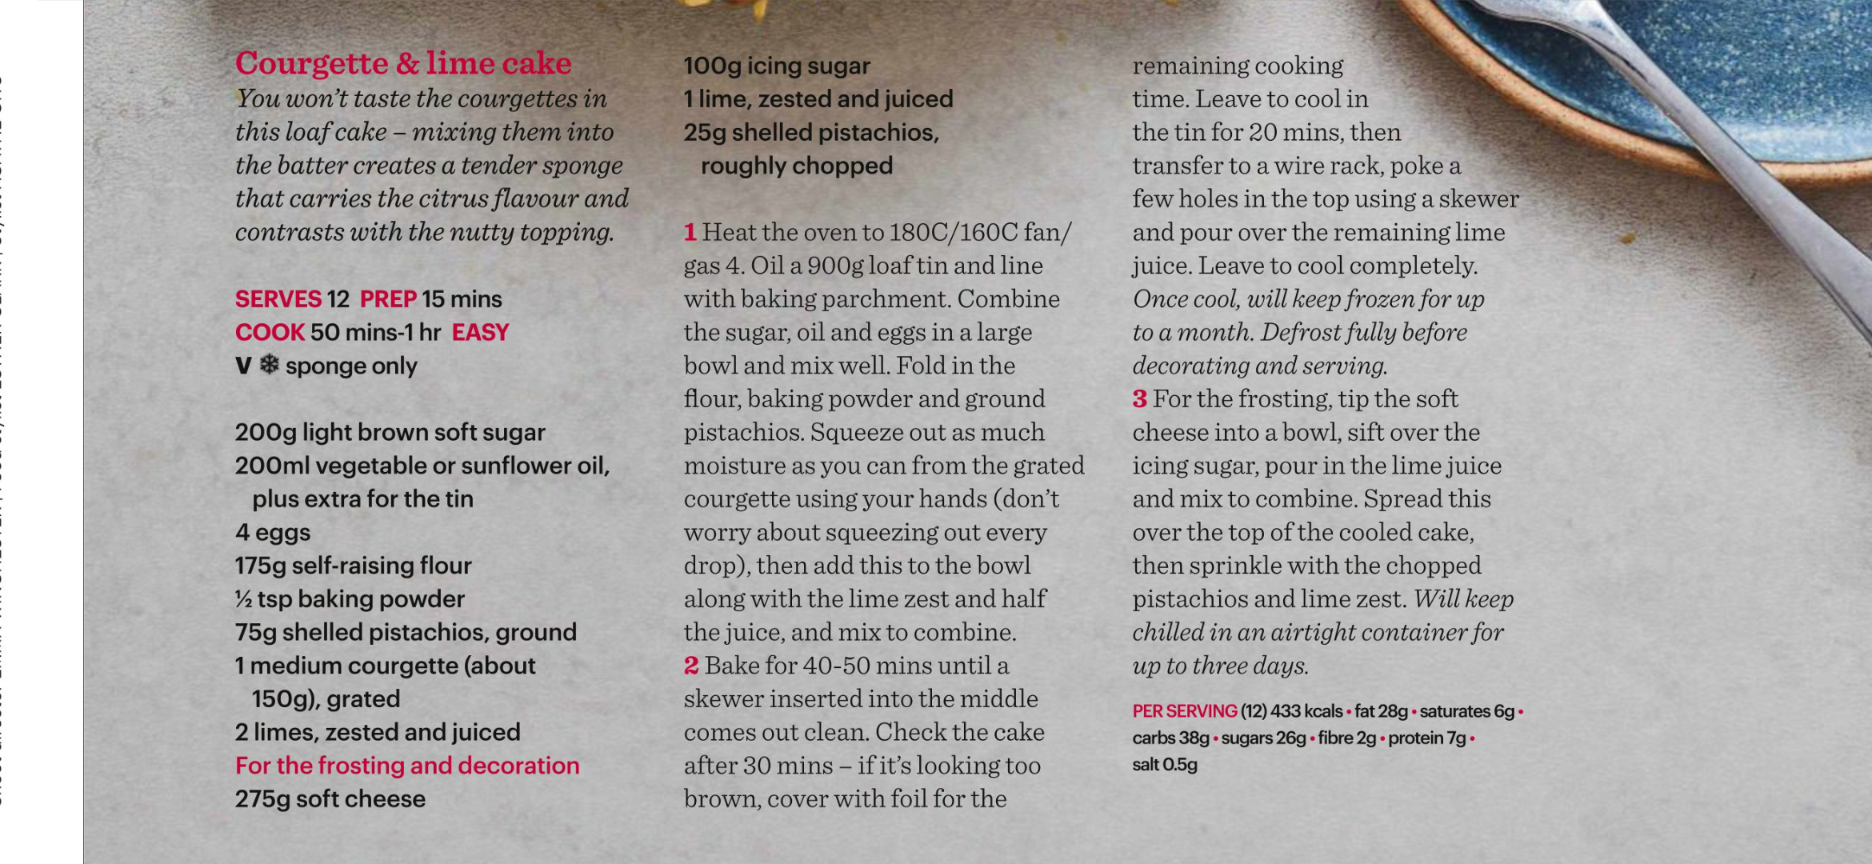 Courgette & lime cake
You won't taste the courgettes in
this loaf cake – mixing them into
the batter creates a tender sponge
that carries the citrus flavour and
contrasts with the nutty topping.
SERVES 12 PREP 15 mins
COOK 50 mins-1 hr EASY
V ❄ sponge only
200g light brown soft sugar
200ml vegetable or sunflower oil,
plus extra for the tin
4 eggs
175g self-raising flour
½ tsp baking powder
75g shelled pistachios, ground
1 medium courgette (about
150g), grated
2 limes, zested and juiced
For the frosting and decoration
275g soft cheese
100g icing sugar
1 lime, zested and juiced
25g shelled pistachios,
roughly chopped
1 Heat the oven to 180C/160C fan/
gas 4. Oil a 900g loaf tin and line
with baking parchment. Combine
the sugar, oil and eggs in a large
bowl and mix well. Fold in the
flour, baking powder and ground
pistachios. Squeeze out as much
moisture as you can from the grated
courgette using your hands (don't
worry about squeezing out every
drop), then add this to the bowl
along with the lime zest and half
the juice, and mix to combine.
2 Bake for 40-50 mins until a
skewer inserted into the middle
comes out clean. Check the cake
after 30 mins – if it's looking too
brown, cover with foil for the
remaining cooking
time. Leave to cool in
the tin for 20 mins, then
transfer to a wire rack, poke a
few holes in the top using a skewer
and pour over the remaining lime
juice. Leave to cool completely.
Once cool, will keep frozen for up
to a month. Defrost fully before
decorating and serving.
3 For the frosting, tip the soft
cheese into a bowl, sift over the
icing sugar, pour in the lime juice
and mix to combine. Spread this
over the top of the cooled cake,
then sprinkle with the chopped
pistachios and lime zest. Will keep
chilled in an airtight container for
up to three days.
PER SERVING (12) 433 kcals • fat 28g • saturates 6g •
carbs 38g • sugars 26g • fibre 2g • protein 7g •
salt 0.5g